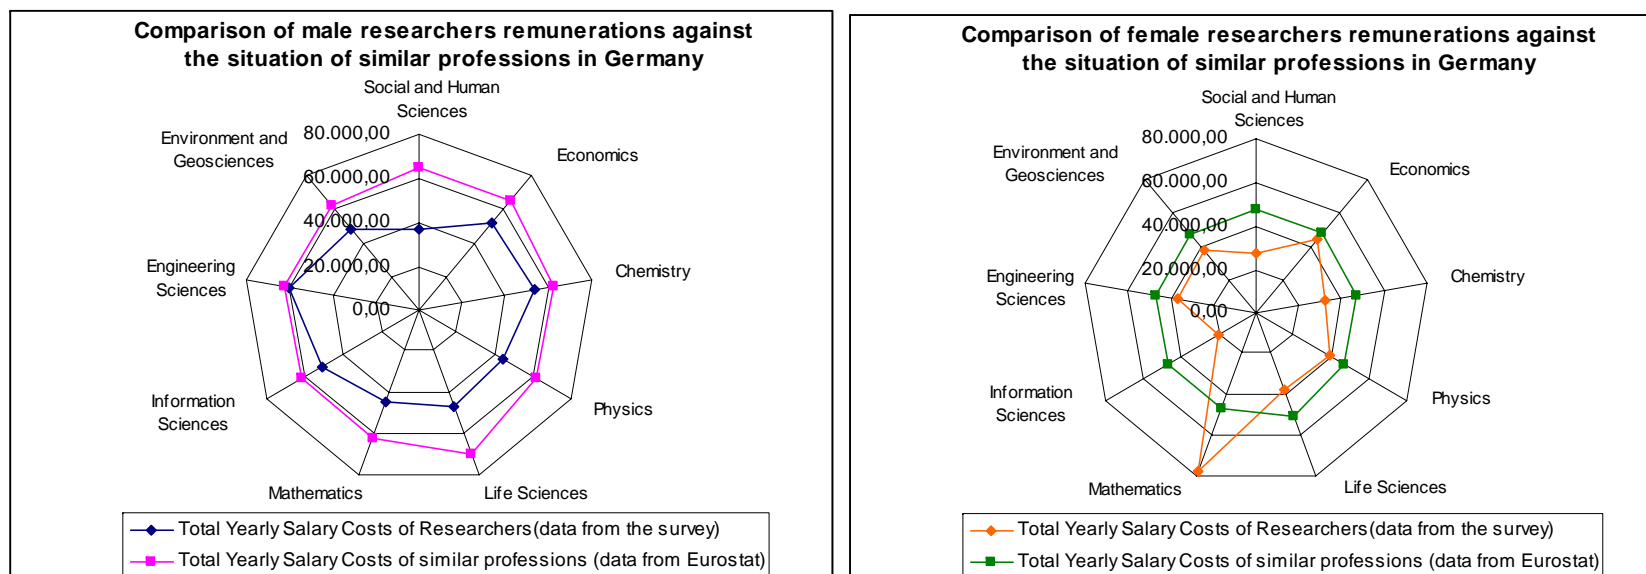 Comparison of male researchers remunerations against
the situation of similar professions in Germany
Social and Human
Sciences
Economics
Chemistry
Physics
Life Sciences
Mathematics
Information
Sciences
Engineering
Sciences
Environment and
Geosciences
80.000,00
60.000,00
40.000,00
20.000,00
0,00
Total Yearly Salary Costs of Researchers(data from the survey)
Total Yearly Salary Costs of similar professions (data from Eurostat)
Comparison of female researchers remunerations against
the situation of similar professions in Germany
Social and Human
Sciences
Economics
Chemistry
Physics
Life Sciences
Mathematics
Information
Sciences
Engineering
Sciences
Environment and
Geosciences
80.000,00
60.000,00
40.000,00
20.000,00
0,00
Total Yearly Salary Costs of Researchers(data from the survey)
Total Yearly Salary Costs of similar professions (data from Eurostat)